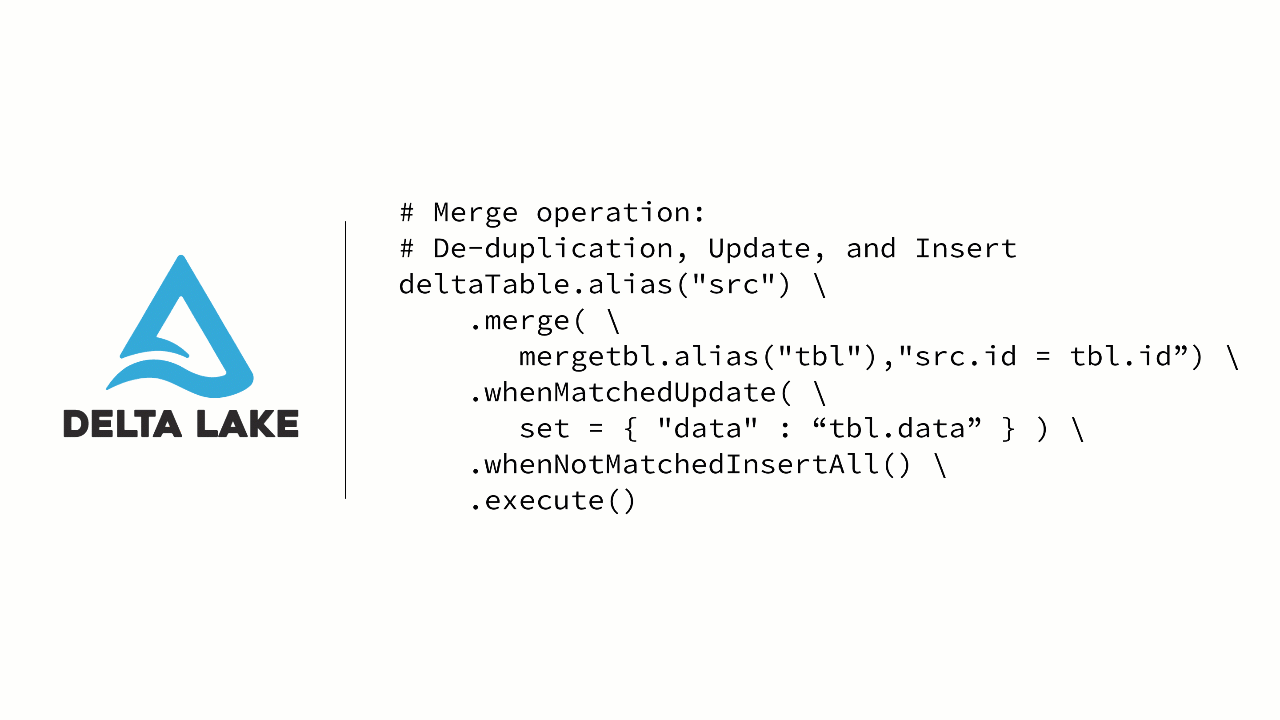 DELTA LAKE
# Merge operation:
# De-duplication, Update, and Insert
deltaTable.alias("src") \
    .merge( \
       mergetbl.alias("tbl"),"src.id = tbl.id”) \
    .whenMatchedUpdate( \
       set = { "data" : “tbl.data” } ) \
    .whenNotMatchedInsertAll() \
    .execute()